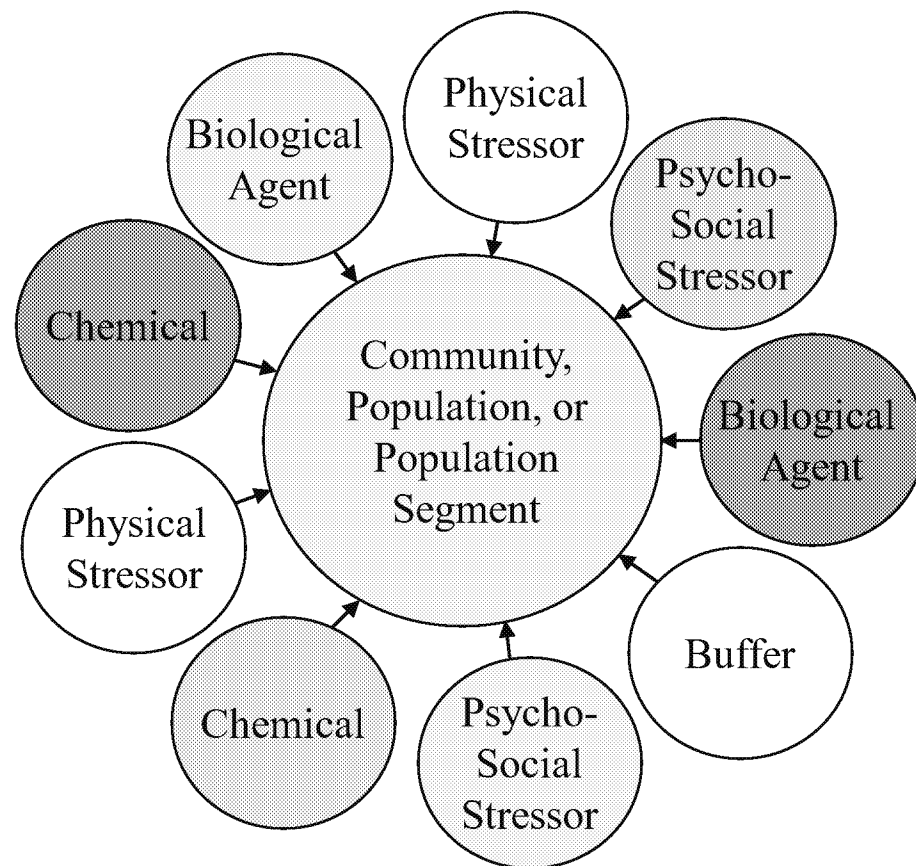 Physical
Stressor
Biological
Agent
Psycho-
Social
Stressor
Chemical
Community,
Population, or
Population
Segment
Biological
Agent
Physical
Stressor
Buffer
Chemical
Psycho-
Social
Stressor